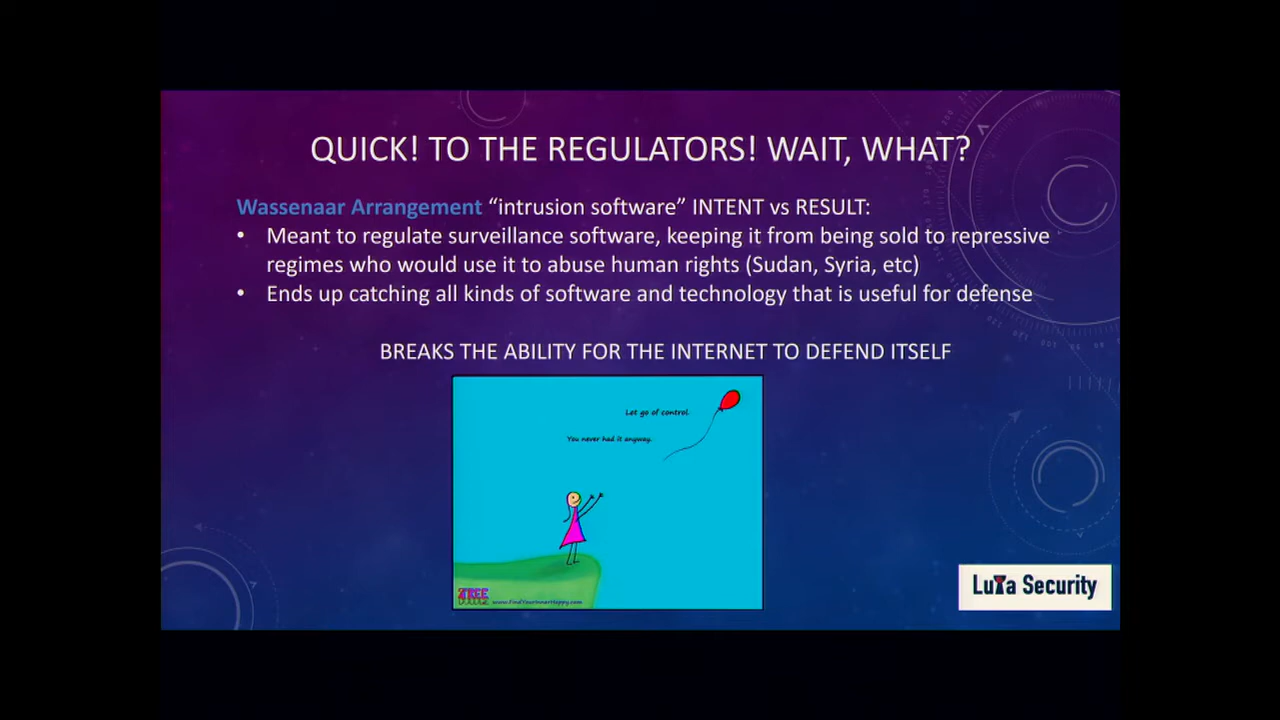 QUICK! TO THE REGULATORS! WAIT, WHAT?
Wassenaar Arrangement “intrusion software” INTENT vs RESULT:
• Meant to regulate surveillance software, keeping it from being sold to repressive
regimes who would use it to abuse human rights (Sudan, Syria, etc)
• Ends up catching all kinds of software and technology that is useful for defense
BREAKS THE ABILITY FOR THE INTERNET TO DEFEND ITSELF
Let go of control.
You never had it anyway.
www.FindYourInnerHappy.com
Luta Security